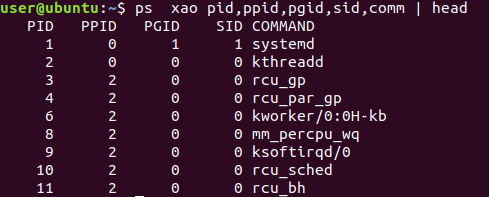 user@ubuntu:~$ ps  xao pid,ppid,pgid,sid,comm | head
   PID   PPID   PGID    SID COMMAND
     1      0      1      1 systemd
     2      0      0      0 kthreadd
     3      2      0      0 rcu_gp
     4      2      0      0 rcu_par_gp
     6      2      0      0 kworker/0:0H-kb
     8      2      0      0 mm_percpu_wq
     9      2      0      0 ksoftirqd/0
    10      2      0      0 rcu_sched
    11      2      0      0 rcu_bh